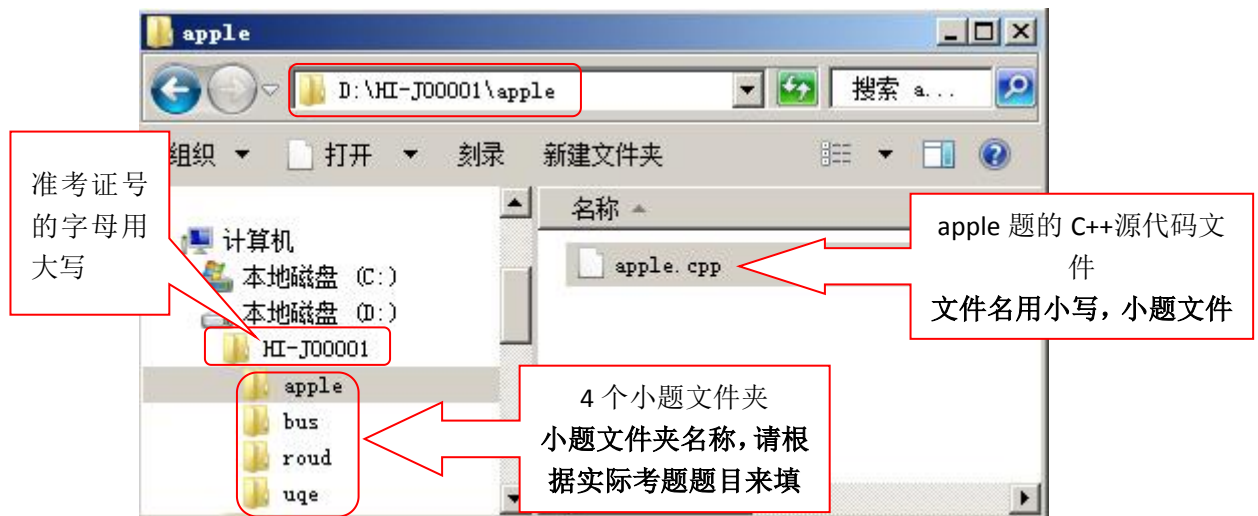 apple
D:\HI-J00001\apple
搜索 a...
组织
打开
刻录
新建文件夹
准考证号
的字母用
大写
名称
计算机
本地磁盘 (C:)
本地磁盘 (D:)
HI-J00001
apple
bus
roud
uqe
apple.cpp
apple 题的 C++源代码文
件
文件名用小写，小题文件
4 个小题文件夹
小题文件夹名称，请根
据实际考题题目来填